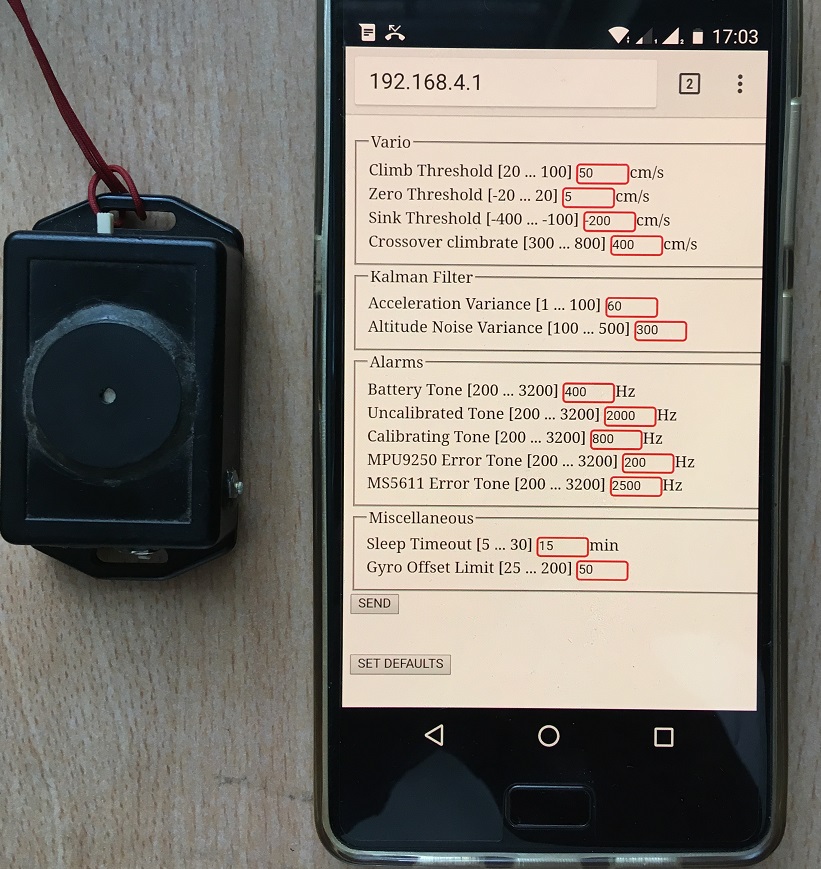 17:03
192.168.4.1
2
Vario
Climb Threshold [20 ... 100] 50 cm/s
Zero Threshold [-20 ... 20] 5 cm/s
Sink Threshold [-400 ... -100] -200 cm/s
Crossover climbrate [300 ... 800] 400 cm/s
Kalman Filter
Acceleration Variance [1 ... 100] 60
Altitude Noise Variance [100 ... 500] 300
Alarms
Battery Tone [200 ... 3200] 400 Hz
Uncalibrated Tone [200 ... 3200] 2000 Hz
Calibrating Tone [200 ... 3200] 800 Hz
MPU9250 Error Tone [200 ... 3200] 200 Hz
MS5611 Error Tone [200 ... 3200] 2500 Hz
Miscellaneous
Sleep Timeout [5 ... 30] 15 min
Gyro Offset Limit [25 ... 200] 50
SEND
SET DEFAULTS